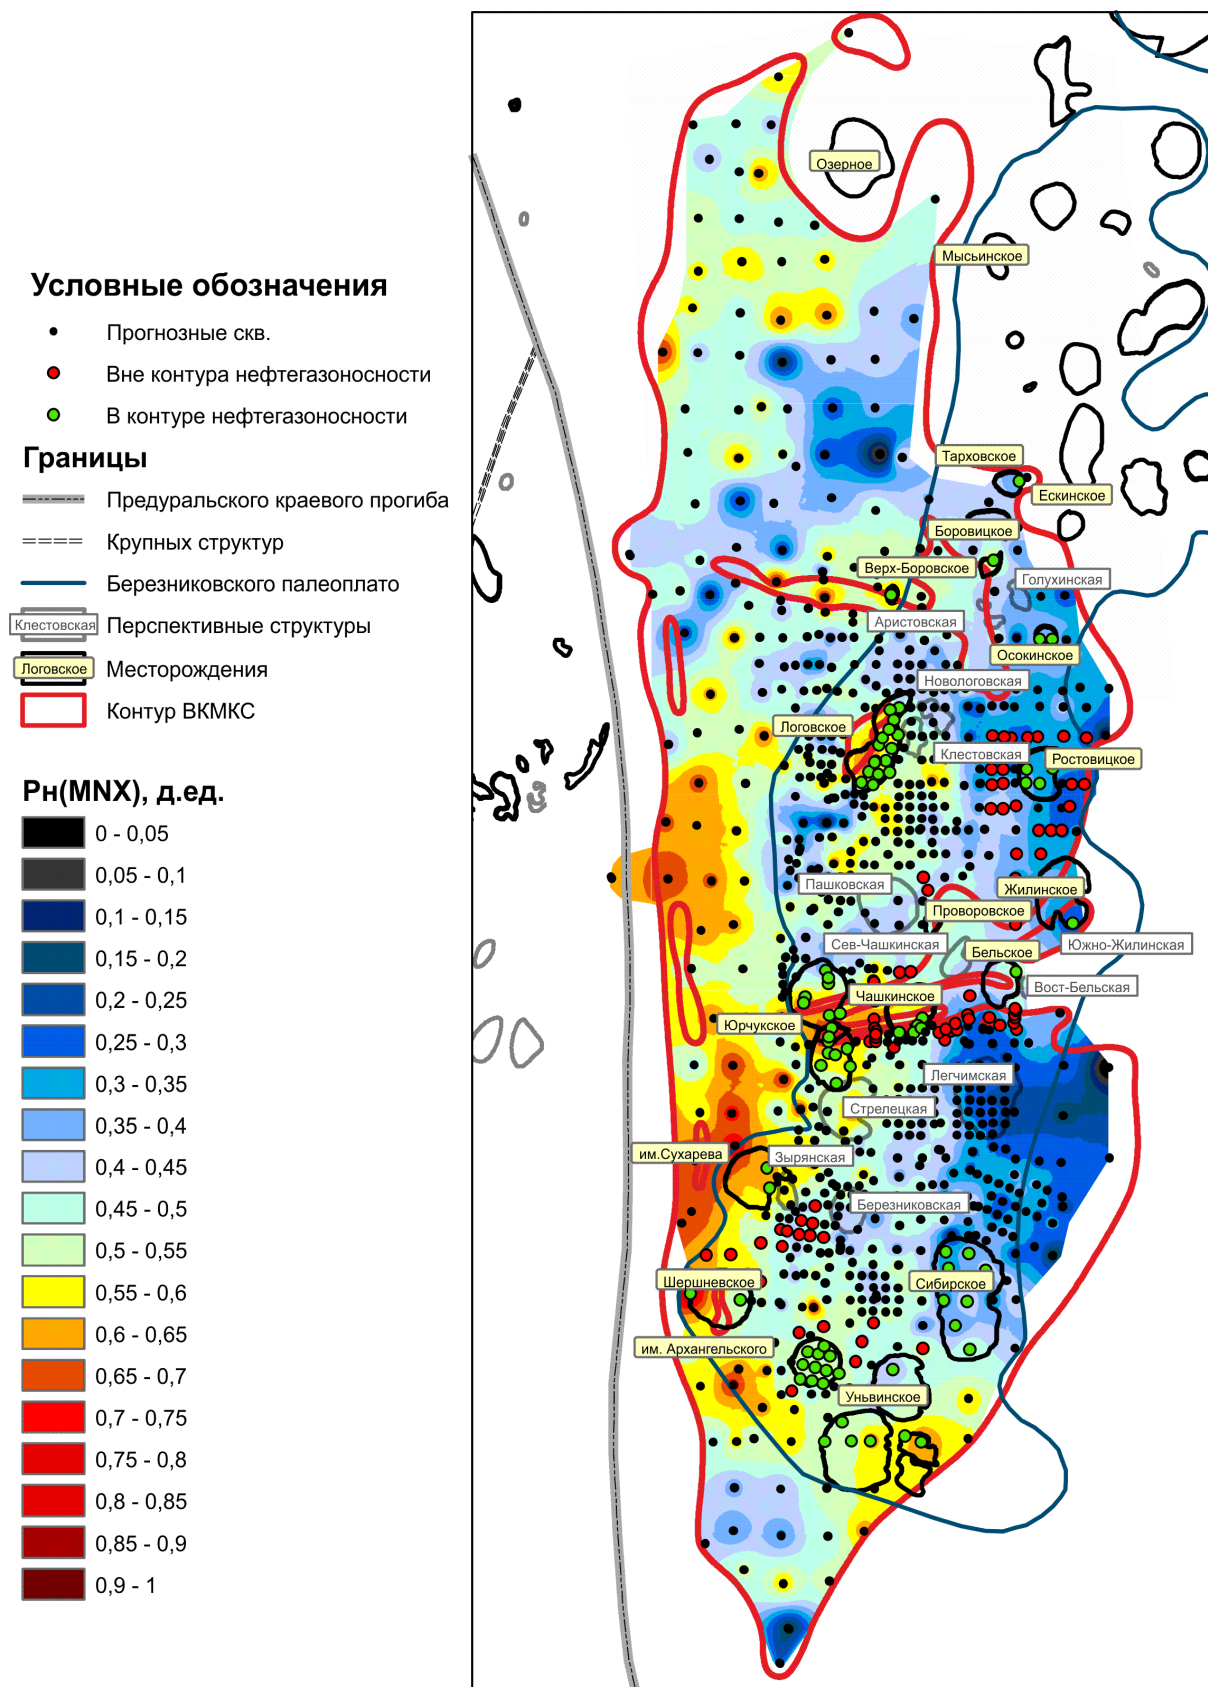 Условные обозначения
Прогнозные скв.
Вне контура нефтегазоносности
В контуре нефтегазоносности
Границы
Предуральского краевого прогиба
Крупных структур
Березниковского палеоплато
Клестовская
Перспективные структуры
Логовское
Месторождения
Контур ВКМКС
Рн(MNX), д.ед.
0 - 0,05
0,05 - 0,1
0,1 - 0,15
0,15 - 0,2
0,2 - 0,25
0,25 - 0,3
0,3 - 0,35
0,35 - 0,4
0,4 - 0,45
0,45 - 0,5
0,5 - 0,55
0,55 - 0,6
0,6 - 0,65
0,65 - 0,7
0,7 - 0,75
0,75 - 0,8
0,8 - 0,85
0,85 - 0,9
0,9 - 1
Озерное
Мысьинское
Тарховское
Ескинское
Боровицкое
Верх-Боровское
Голухинская
Аристовская
Осокинское
Новологовская
Логовское
Клестовская
Ростовицкое
Пашковская
Жилинское
Проворовское
Сев-Чашкинская
Бельское
Южно-Жилинская
Вост-Бельская
Чашкинское
Юрчукское
Легчимская
Стрелецкая
им.Сухарева
Зырянская
Березниковская
Шершневское
Сибирское
им. Архангельского
Уньвинское